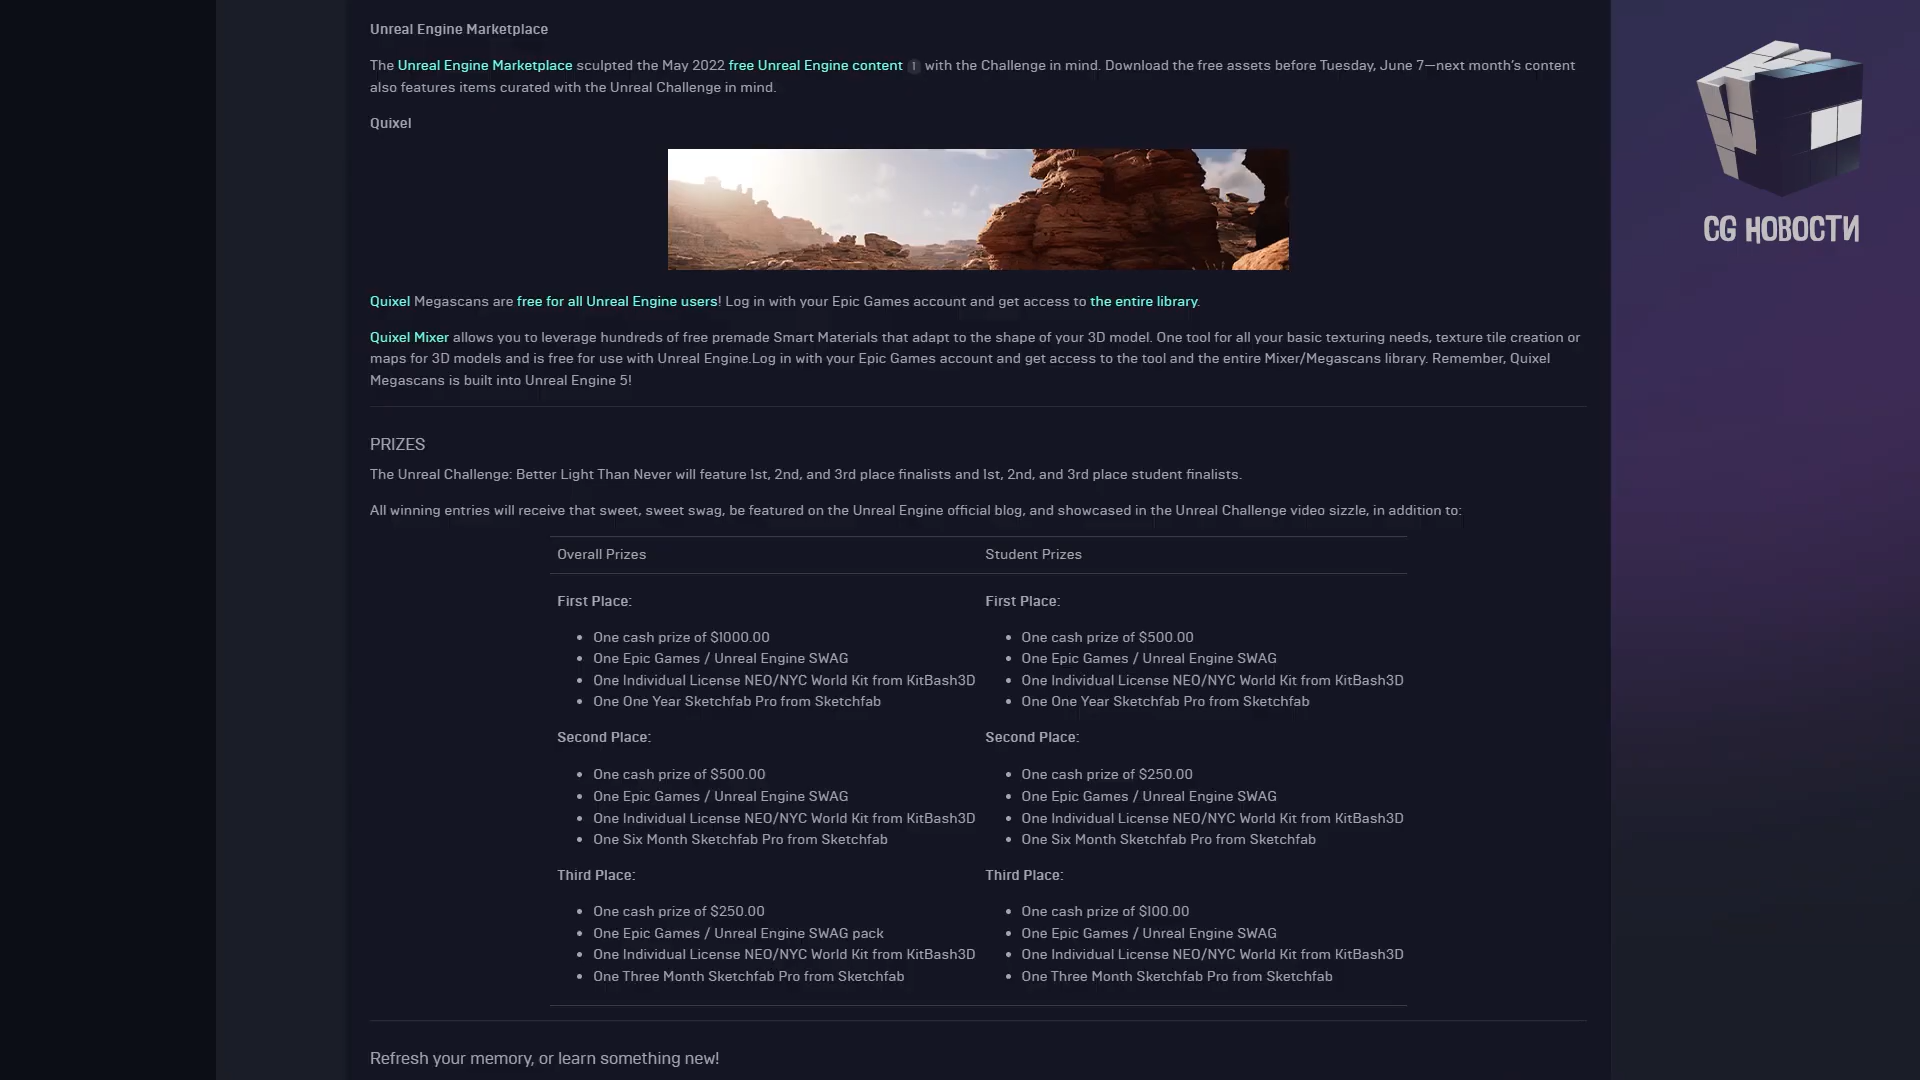 Unreal Engine Marketplace
The Unreal Engine Marketplace sculpted the May 2022 free Unreal Engine content 1 with the Challenge in mind. Download the free assets before Tuesday, June 7—next month's content
also features items curated with the Unreal Challenge in mind.
Quixel
Quixel Megascans are free for all Unreal Engine users! Log in with your Epic Games account and get access to the entire library.
Quixel Mixer allows you to leverage hundreds of free premade Smart Materials that adapt to the shape of your 3D model. One tool for all your basic texturing needs, texture tile creation or
maps for 3D models and is free for use with Unreal Engine.Log in with your Epic Games account and get access to the tool and the entire Mixer/Megascans library. Remember, Quixel
Megascans is built into Unreal Engine 5!
PRIZES
The Unreal Challenge: Better Light Than Never will feature 1st, 2nd, and 3rd place finalists and 1st, 2nd, and 3rd place student finalists.
All winning entries will receive that sweet, sweet swag, be featured on the Unreal Engine official blog, and showcased in the Unreal Challenge video sizzle, in addition to:
Overall Prizes
First Place:
One cash prize of $1000.00
One Epic Games / Unreal Engine SWAG
One Individual License NEO/NYC World Kit from KitBash3D
One One Year Sketchfab Pro from Sketchfab
Second Place:
One cash prize of $500.00
One Epic Games / Unreal Engine SWAG
One Individual License NEO/NYC World Kit from KitBash3D
One Six Month Sketchfab Pro from Sketchfab
Third Place:
One cash prize of $250.00
One Epic Games / Unreal Engine SWAG pack
One Individual License NEO/NYC World Kit from KitBash3D
One Three Month Sketchfab Pro from Sketchfab
Student Prizes
First Place:
One cash prize of $500.00
One Epic Games / Unreal Engine SWAG
One Individual License NEO/NYC World Kit from KitBash3D
One One Year Sketchfab Pro from Sketchfab
Second Place:
One cash prize of $250.00
One Epic Games / Unreal Engine SWAG
One Individual License NEO/NYC World Kit from KitBash3D
One Six Month Sketchfab Pro from Sketchfab
Third Place:
One cash prize of $100.00
One Epic Games / Unreal Engine SWAG
One Individual License NEO/NYC World Kit from KitBash3D
One Three Month Sketchfab Pro from Sketchfab
Refresh your memory, or learn something new!
CG НОВОСТИ